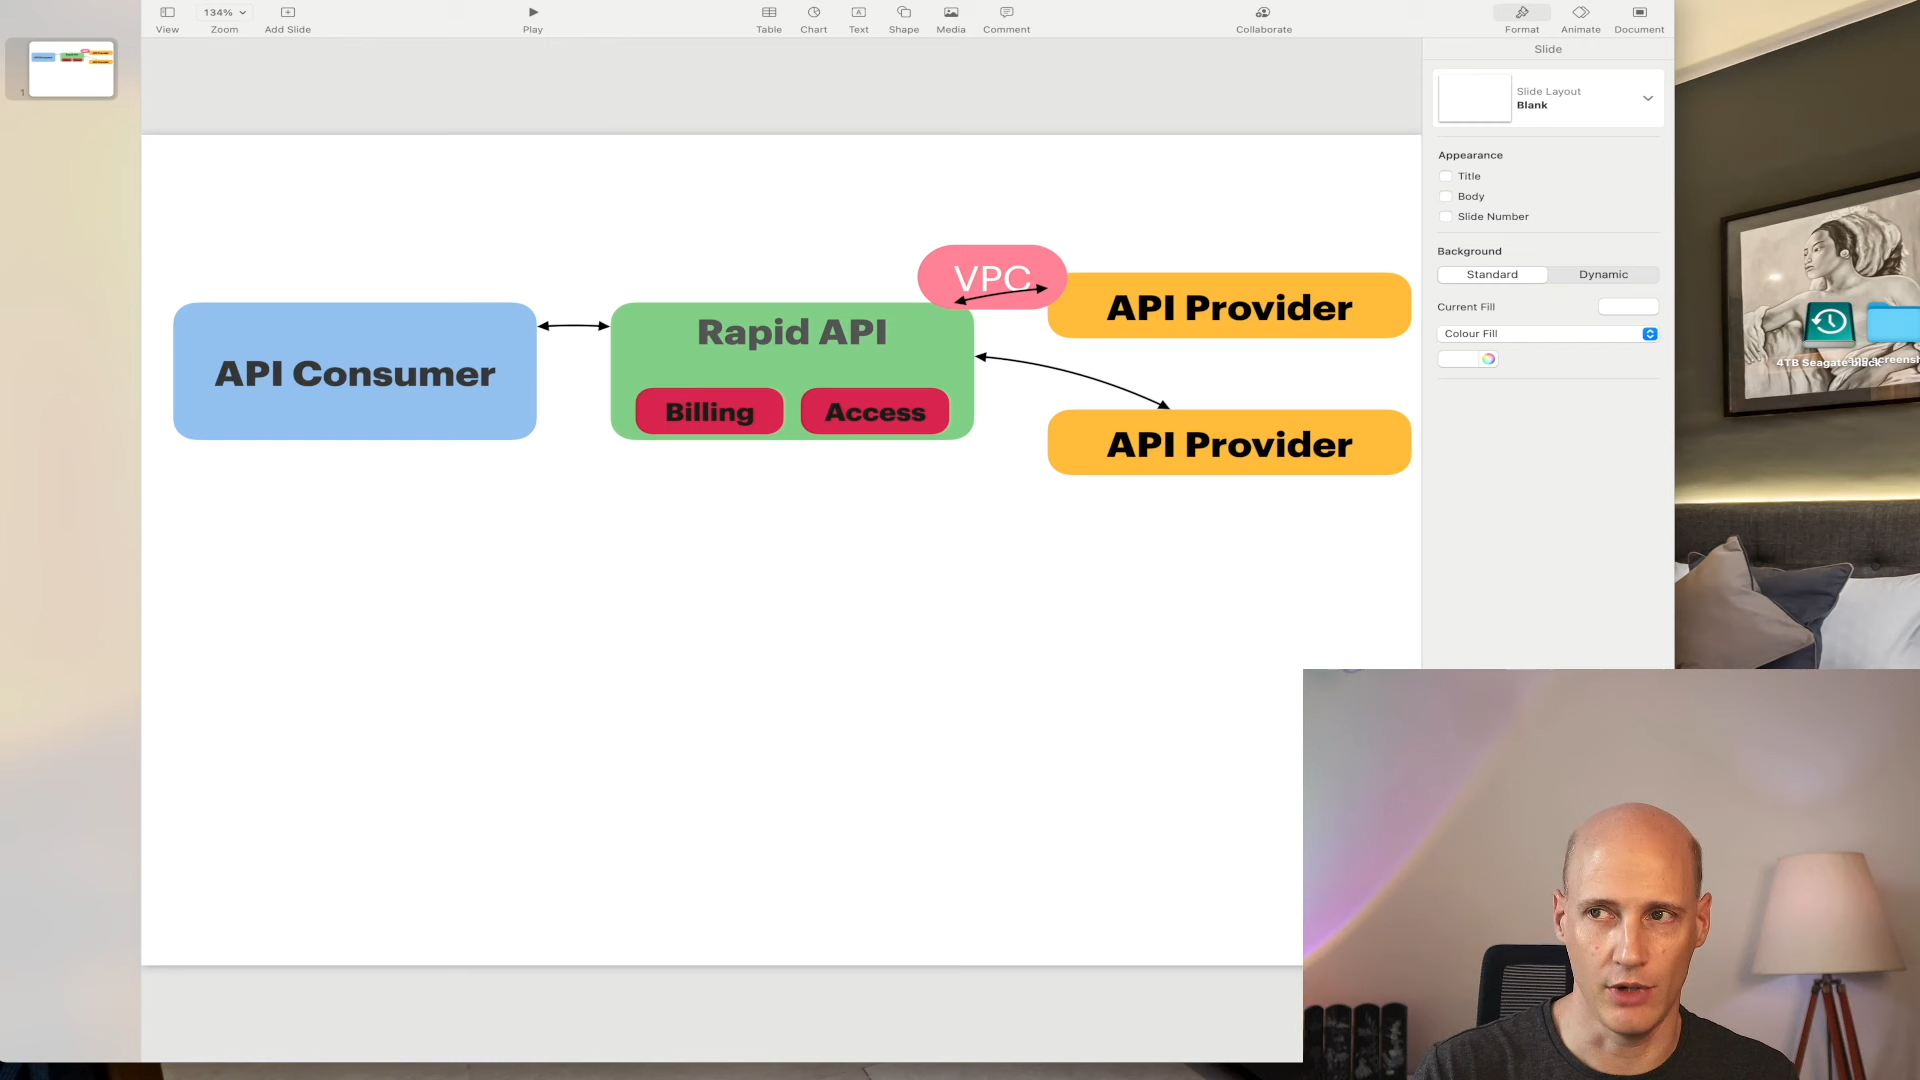 134%
View
Zoom
Add Slide
Play
Table
Chart
Text
Shape
Media
Comment
Collaborate
Format
Animate
Document
1
Slide
Slide Layout
Blank
Appearance
Title
Body
Slide Number
Background
Standard
Dynamic
Current Fill
Colour Fill
API Consumer
Rapid API
Billing
Access
VPC
API Provider
API Provider
4TB Seagate black